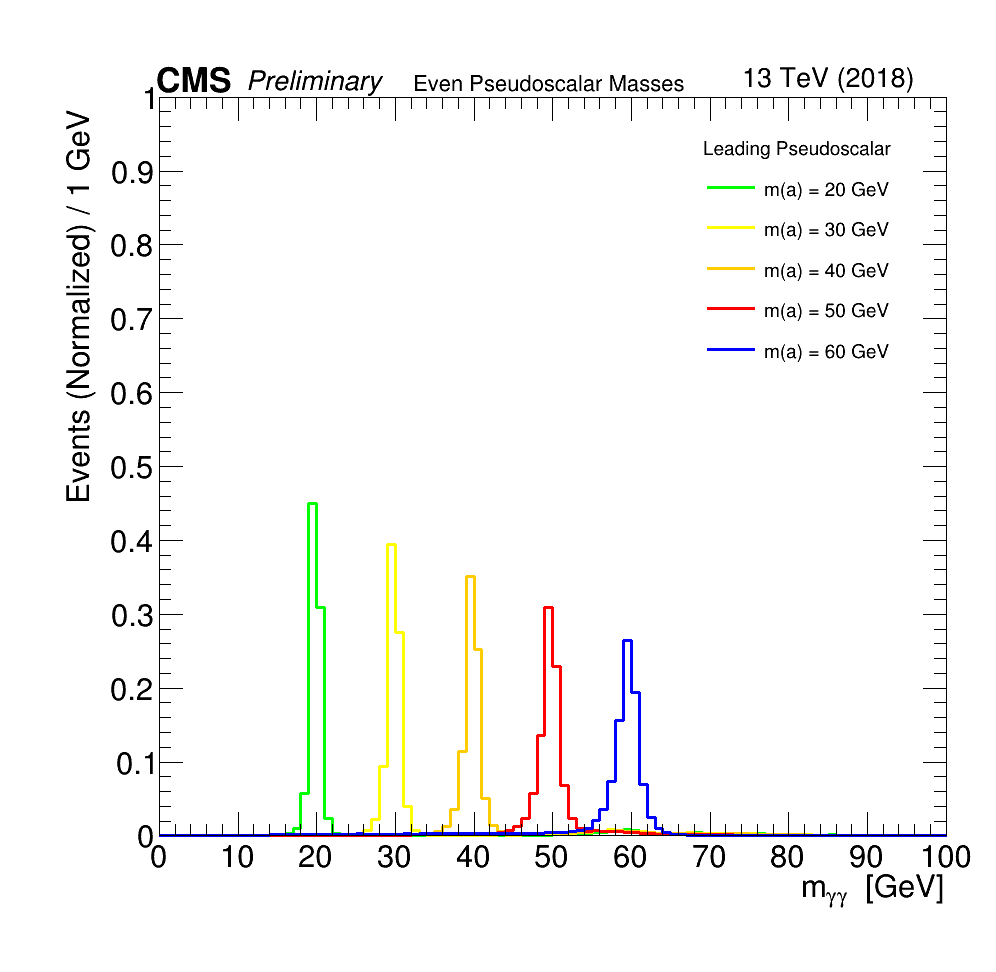 CMS Preliminary Even Pseudoscalar Masses 13 TeV (2018)
Events (Normalized) / 1 GeV
1
0.9
0.8
0.7
0.6
0.5
0.4
0.3
0.2
0.1
0
Leading Pseudoscalar
m(a) = 20 GeV
m(a) = 30 GeV
m(a) = 40 GeV
m(a) = 50 GeV
m(a) = 60 GeV
0 10 20 30 40 50 60 70 80 90 100
mγγ [GeV]